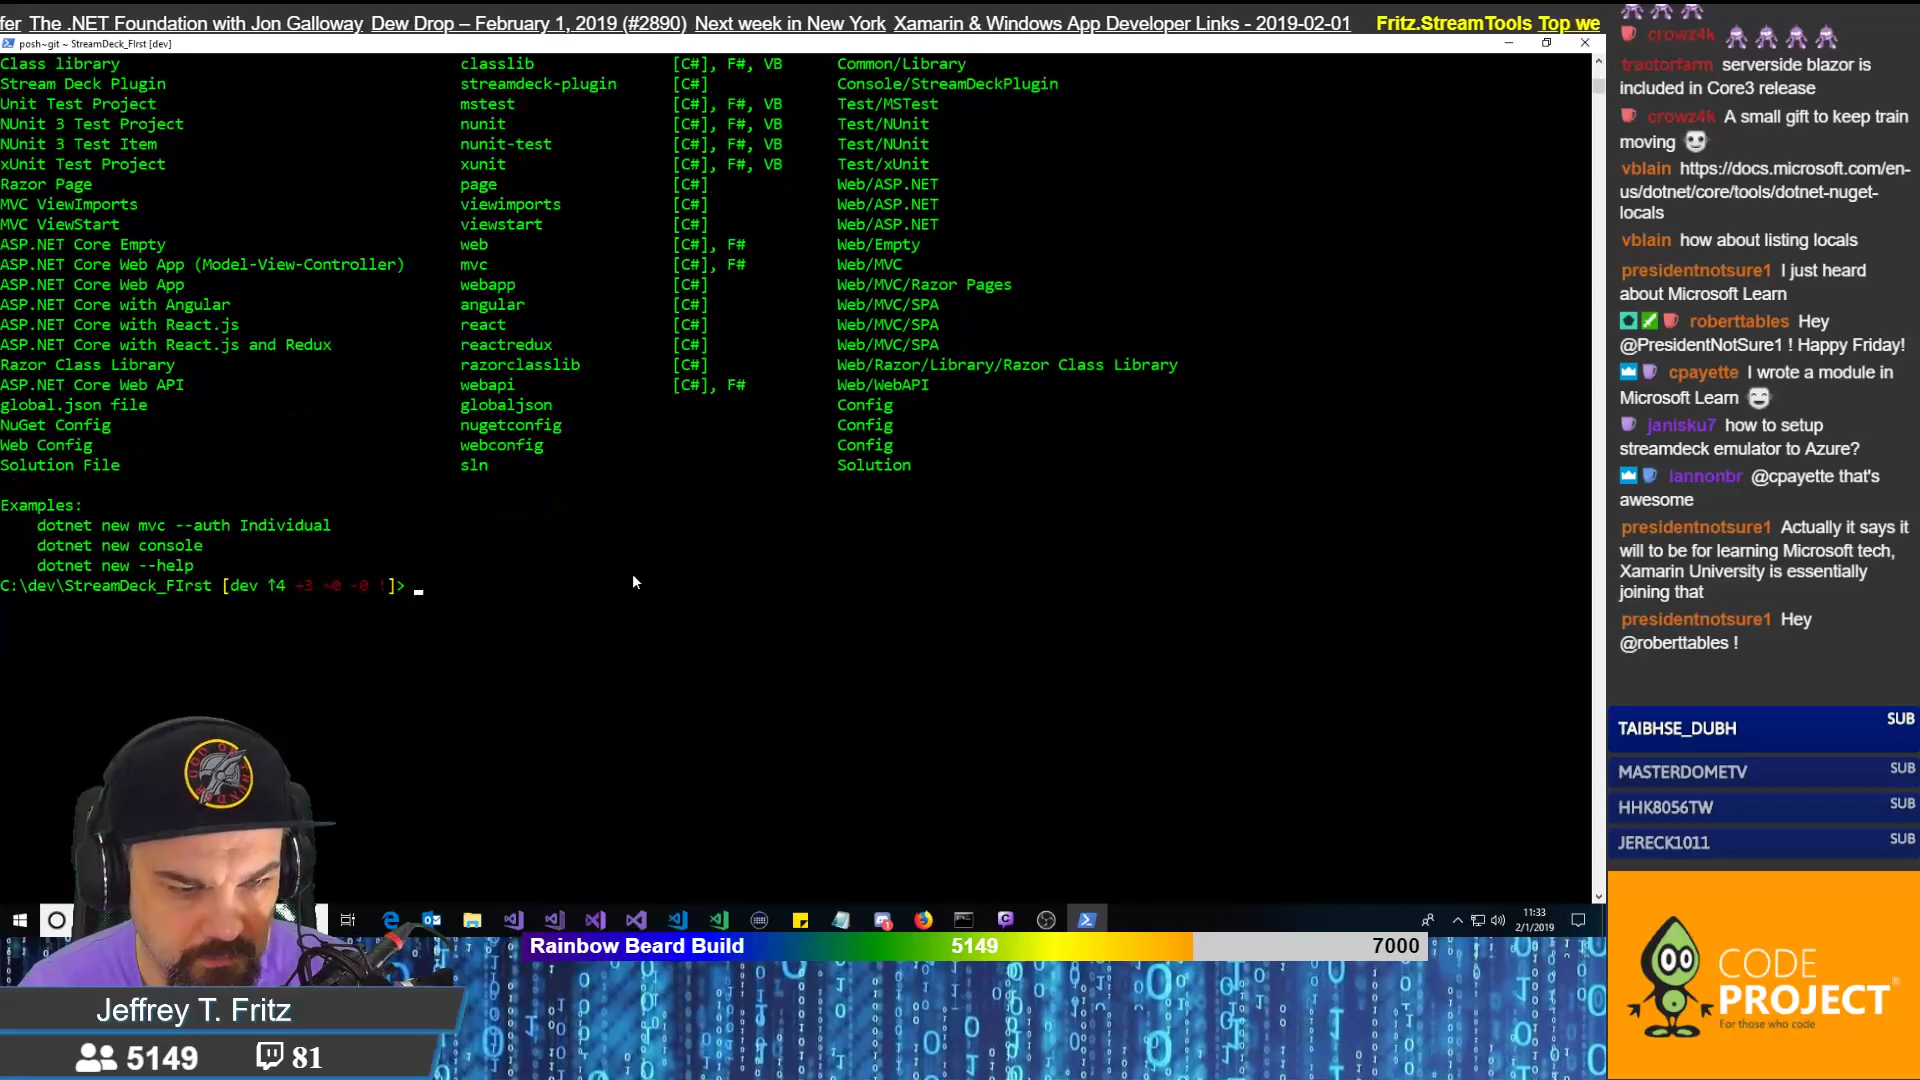 fer The .NET Foundation with Jon Galloway Dew Drop – February 1, 2019 (#2890) Next week in New York Xamarin & Windows App Developer Links - 2019-02-01 Fritz.StreamTools Top we
posh~git ~ StreamDeck_FIrst [dev]
Class library classlib [C#], F#, VB Common/Library
Stream Deck Plugin streamdeck-plugin [C#] Console/StreamDeckPlugin
Unit Test Project mstest [C#], F#, VB Test/MSTest
NUnit 3 Test Project nunit [C#], F#, VB Test/NUnit
NUnit 3 Test Item nunit-test [C#], F#, VB Test/NUnit
xUnit Test Project xunit [C#], F#, VB Test/xUnit
Razor Page page [C#] Web/ASP.NET
MVC ViewImports viewimports [C#] Web/ASP.NET
MVC ViewStart viewstart [C#] Web/ASP.NET
ASP.NET Core Empty web [C#], F# Web/Empty
ASP.NET Core Web App (Model-View-Controller) mvc [C#], F# Web/MVC
ASP.NET Core Web App webapp [C#] Web/MVC/Razor Pages
ASP.NET Core with Angular angular [C#] Web/MVC/SPA
ASP.NET Core with React.js react [C#] Web/MVC/SPA
ASP.NET Core with React.js and Redux reactredux [C#] Web/MVC/SPA
Razor Class Library razorclasslib [C#] Web/Razor/Library/Razor Class Library
ASP.NET Core Web API webapi [C#], F# Web/WebAPI
global.json file globaljson Config
NuGet Config nugetconfig Config
Web Config webconfig Config
Solution File sln Solution
Examples:
dotnet new mvc --auth Individual
dotnet new console
dotnet new --help
C:\dev\StreamDeck_FIrst [dev ↑4 +3 ~0 -0 !]>
crowz4k
tractorfarm serverside blazor is
included in Core3 release
crowz4k A small gift to keep train
moving
vblain https://docs.microsoft.com/en-
us/dotnet/core/tools/dotnet-nuget-
locals
vblain how about listing locals
presidentnotsure1 I just heard
about Microsoft Learn
roberttables Hey
@PresidentNotSure1 ! Happy Friday!
cpayette I wrote a module in
Microsoft Learn
janisku7 how to setup
streamdeck emulator to Azure?
lannonbr @cpayette that's
awesome
presidentnotsure1 Actually it says it
will to be for learning Microsoft tech,
Xamarin University is essentially
joining that
presidentnotsure1 Hey
@roberttables !
TAIBHSE_DUBH SUB
MASTERDOMETV SUB
HHK8056TW SUB
JERECK1011 SUB
CODE
PROJECT®
For those who code
11:33
2/1/2019
Rainbow Beard Build 5149 7000
Jeffrey T. Fritz
5149 81